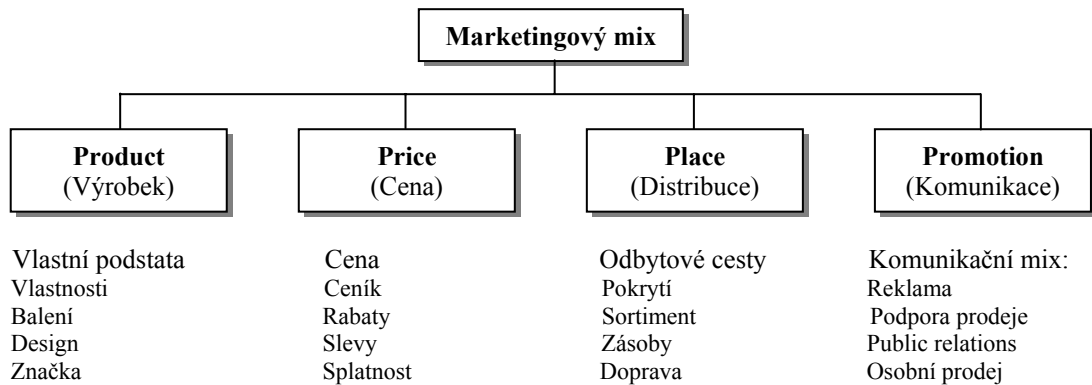 Marketingový mix
Product
(Výrobek)
Price
(Cena)
Place
(Distribuce)
Promotion
(Komunikace)
Vlastní podstata
Vlastnosti
Balení
Design
Značka
Cena
Ceník
Rabaty
Slevy
Splatnost
Odbytové cesty
Pokrytí
Sortiment
Zásoby
Doprava
Komunikační mix:
Reklama
Podpora prodeje
Public relations
Osobní prodej